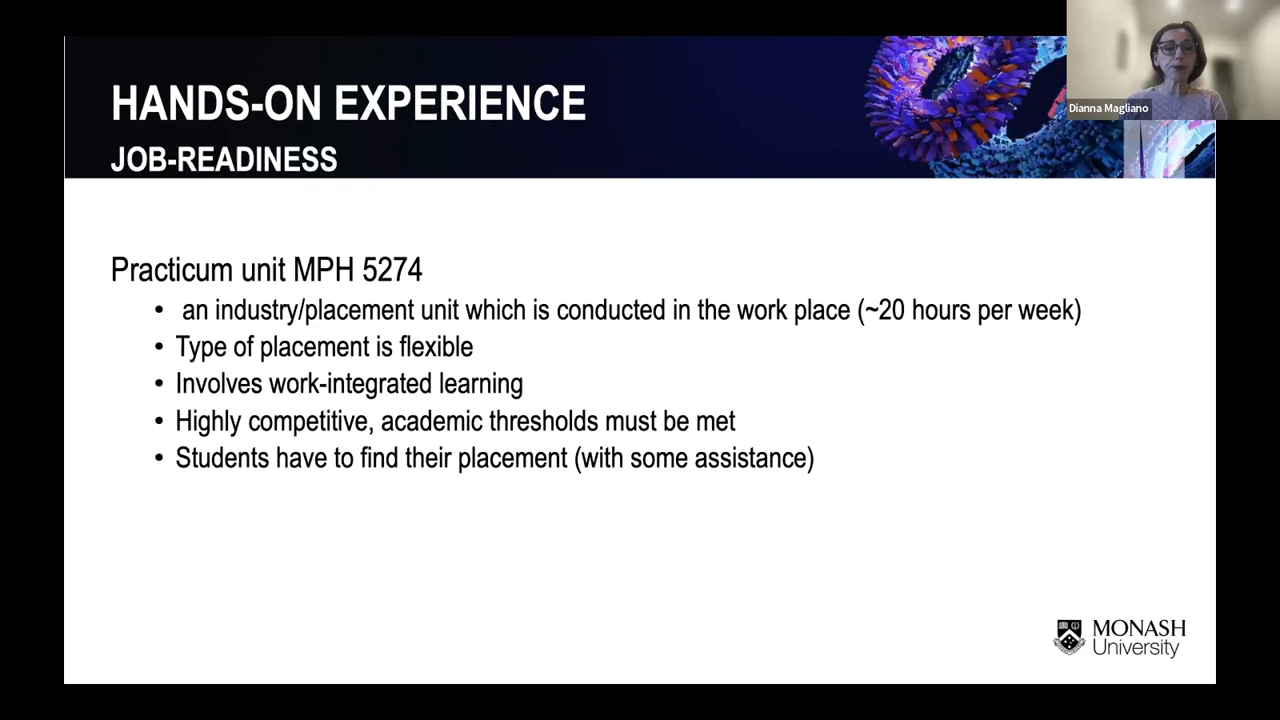 HANDS-ON EXPERIENCE
JOB-READINESS
Dianna Magliano
Practicum unit MPH 5274
• an industry/placement unit which is conducted in the work place (~20 hours per week)
• Type of placement is flexible
• Involves work-integrated learning
• Highly competitive, academic thresholds must be met
• Students have to find their placement (with some assistance)
MONASH
University